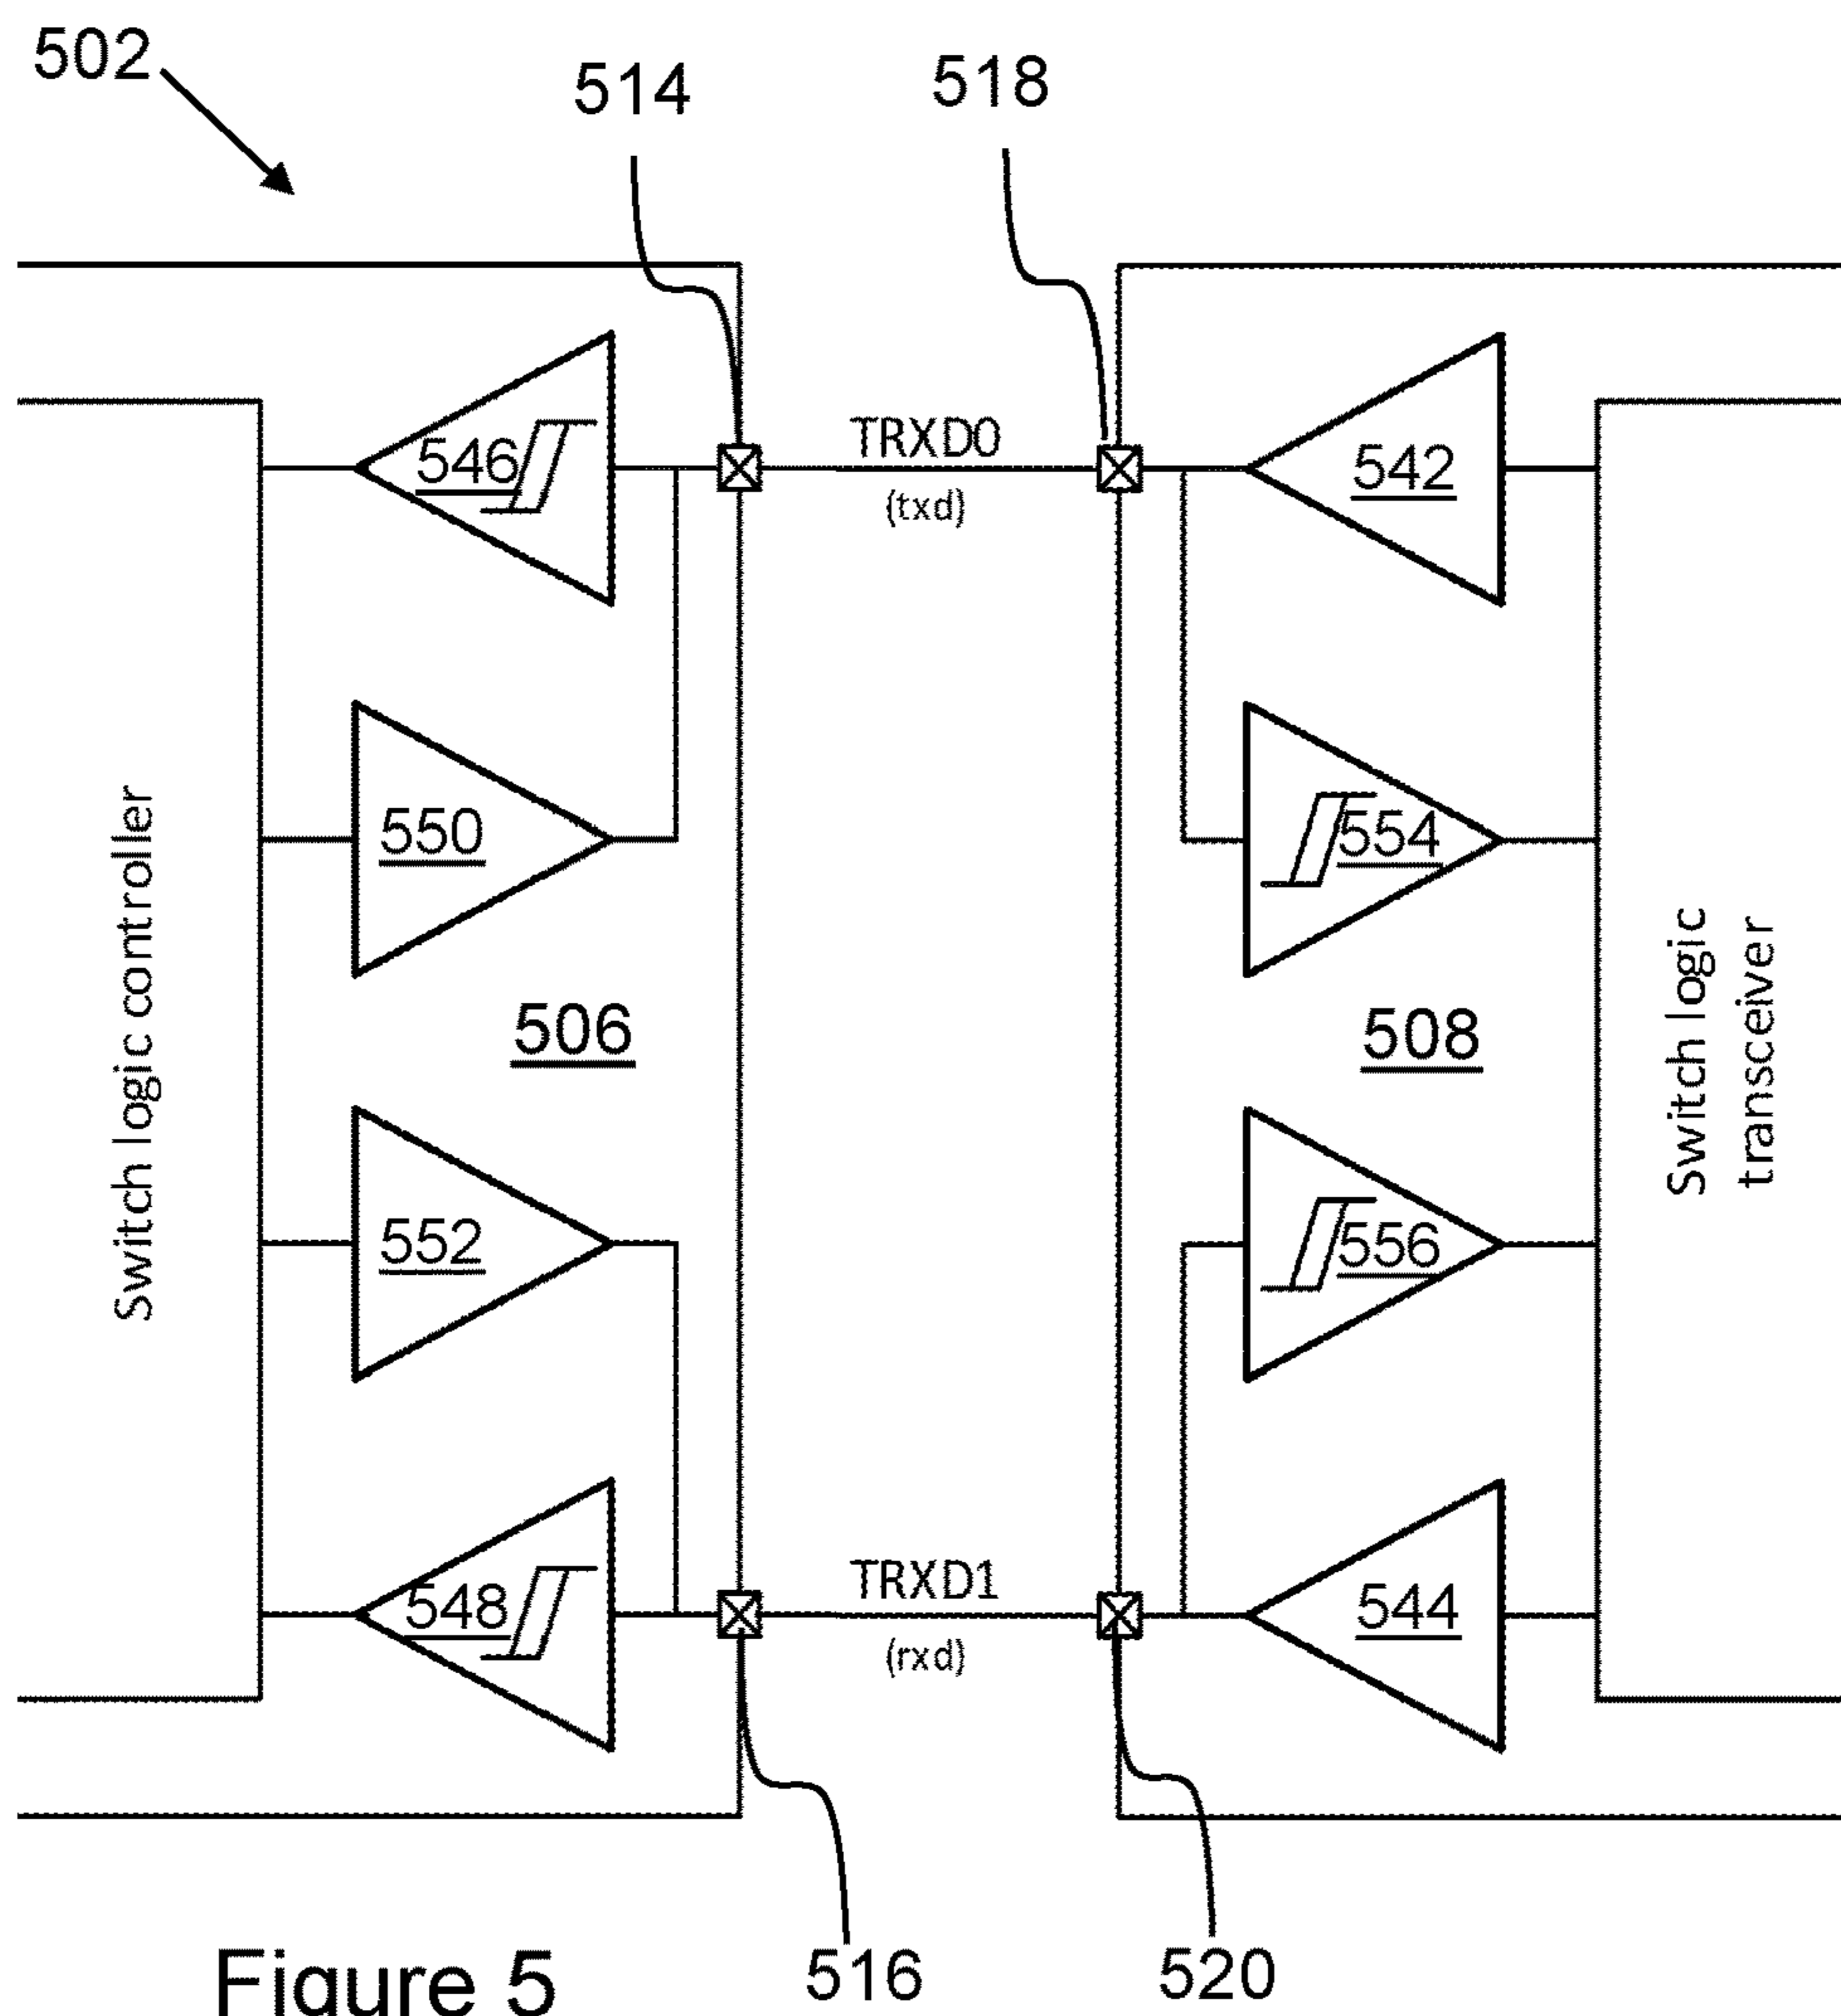 502
514
518
546
TRXD0
(txd)
542
550
554
Switch logic controller
506
508
Switch logic
transceiver
552
556
548
TRXD1
(rxd)
544
516
520
Figure 5